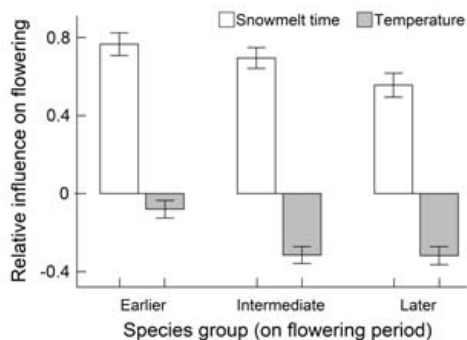 Snowmelt time Temperature
0.8
0.4
0
-0.4
Relative influence on flowering
Earlier Intermediate Later
Species group (on flowering period)